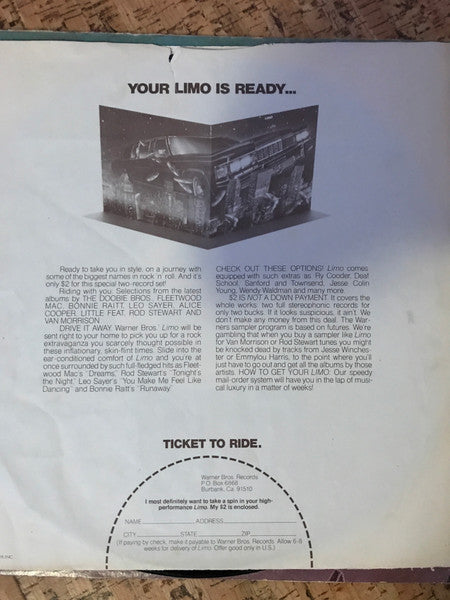 YOUR LIMO IS READY...
Ready to take you in style, on a journey with
some of the biggest names in rock 'n' roll. And it's
only $2 for this special two-record set!
Riding with you: Selections from the latest
albums by THE DOOBIE BROS., FLEETWOOD
MAC, BONNIE RAITT, LEO SAYER, ALICE
COOPER, LITTLE FEAT, ROD STEWART AND
VAN MORRISON.
DRIVE IT AWAY. Warner Bros.' Limo will be
sent right to your home to pick you up for a rock
extravaganza you scarcely thought possible in
these inflationary, skin-flint times. Slide into the
ear-conditioned comfort of Limo and you're at
once surrounded by such full-fledged hits as Fleet-
wood Mac's "Dreams," Rod Stewart's "Tonight's
the Night," Leo Sayer's "You Make Me Feel Like
Dancing" and Bonnie Raitt's "Runaway."
CHECK OUT THESE OPTIONS! Limo comes
equipped with such extras as Ry Cooder, Deaf
School, Sanford and Townsend, Jesse Colin
Young, Wendy Waldman and many more.
$2 IS NOT A DOWN PAYMENT. It covers the
whole works: two full stereophonic records for
only two bucks. If it looks suspicious, it ain't. We
don't make any money from this deal. The War-
ners sampler program is based on futures. We're
gambling that when you buy a sampler like Limo
for Van Morrison or Rod Stewart tunes you might
be knocked dead by tracks from Jesse Winches-
ter or Emmylou Harris, to the point where you'll
just have to go out and get all the albums by those
artists. HOW TO GET YOUR LIMO: Our speedy
mail-order system will have you in the lap of musi-
cal luxury in a matter of weeks!
TICKET TO RIDE.
Warner Bros. Records
P.O. Box 6868
Burbank, Ca. 91510
I most definitely want to take a spin in your high-
performance Limo. My $2 is enclosed.
NAME ADDRESS
CITY STATE ZIP
(If paying by check, make it payable to Warner Bros. Records. Allow 6-8
weeks for delivery of Limo. Offer good only in U.S.)